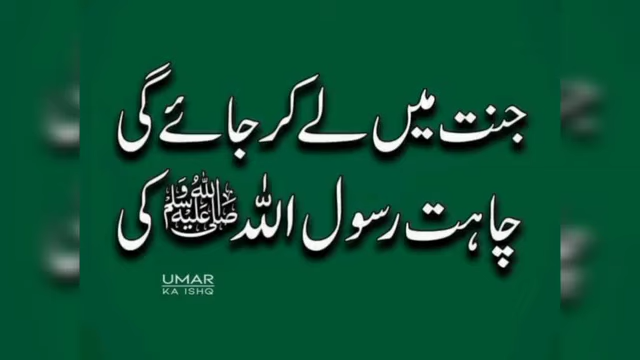 جنت میں لے کر جائے گی
چاہت رسول اللہ ﷺ کی
UMAR
KA ISHQ